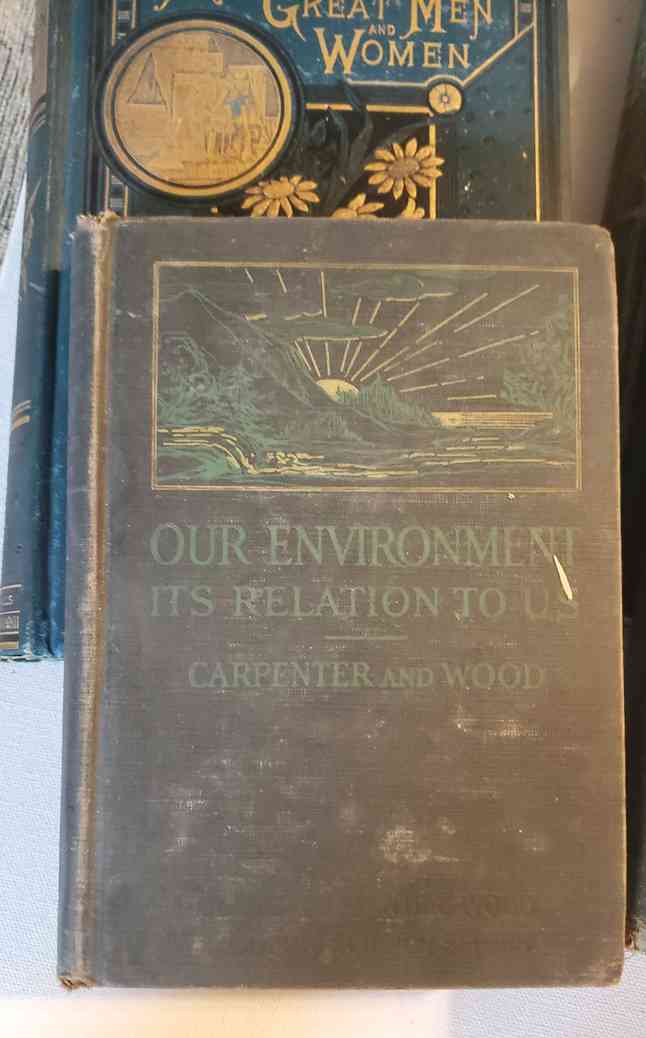 GREAT MEN
AND
WOMEN
OUR ENVIRONMENT
ITS RELATION TO US
CARPENTER AND WOOD